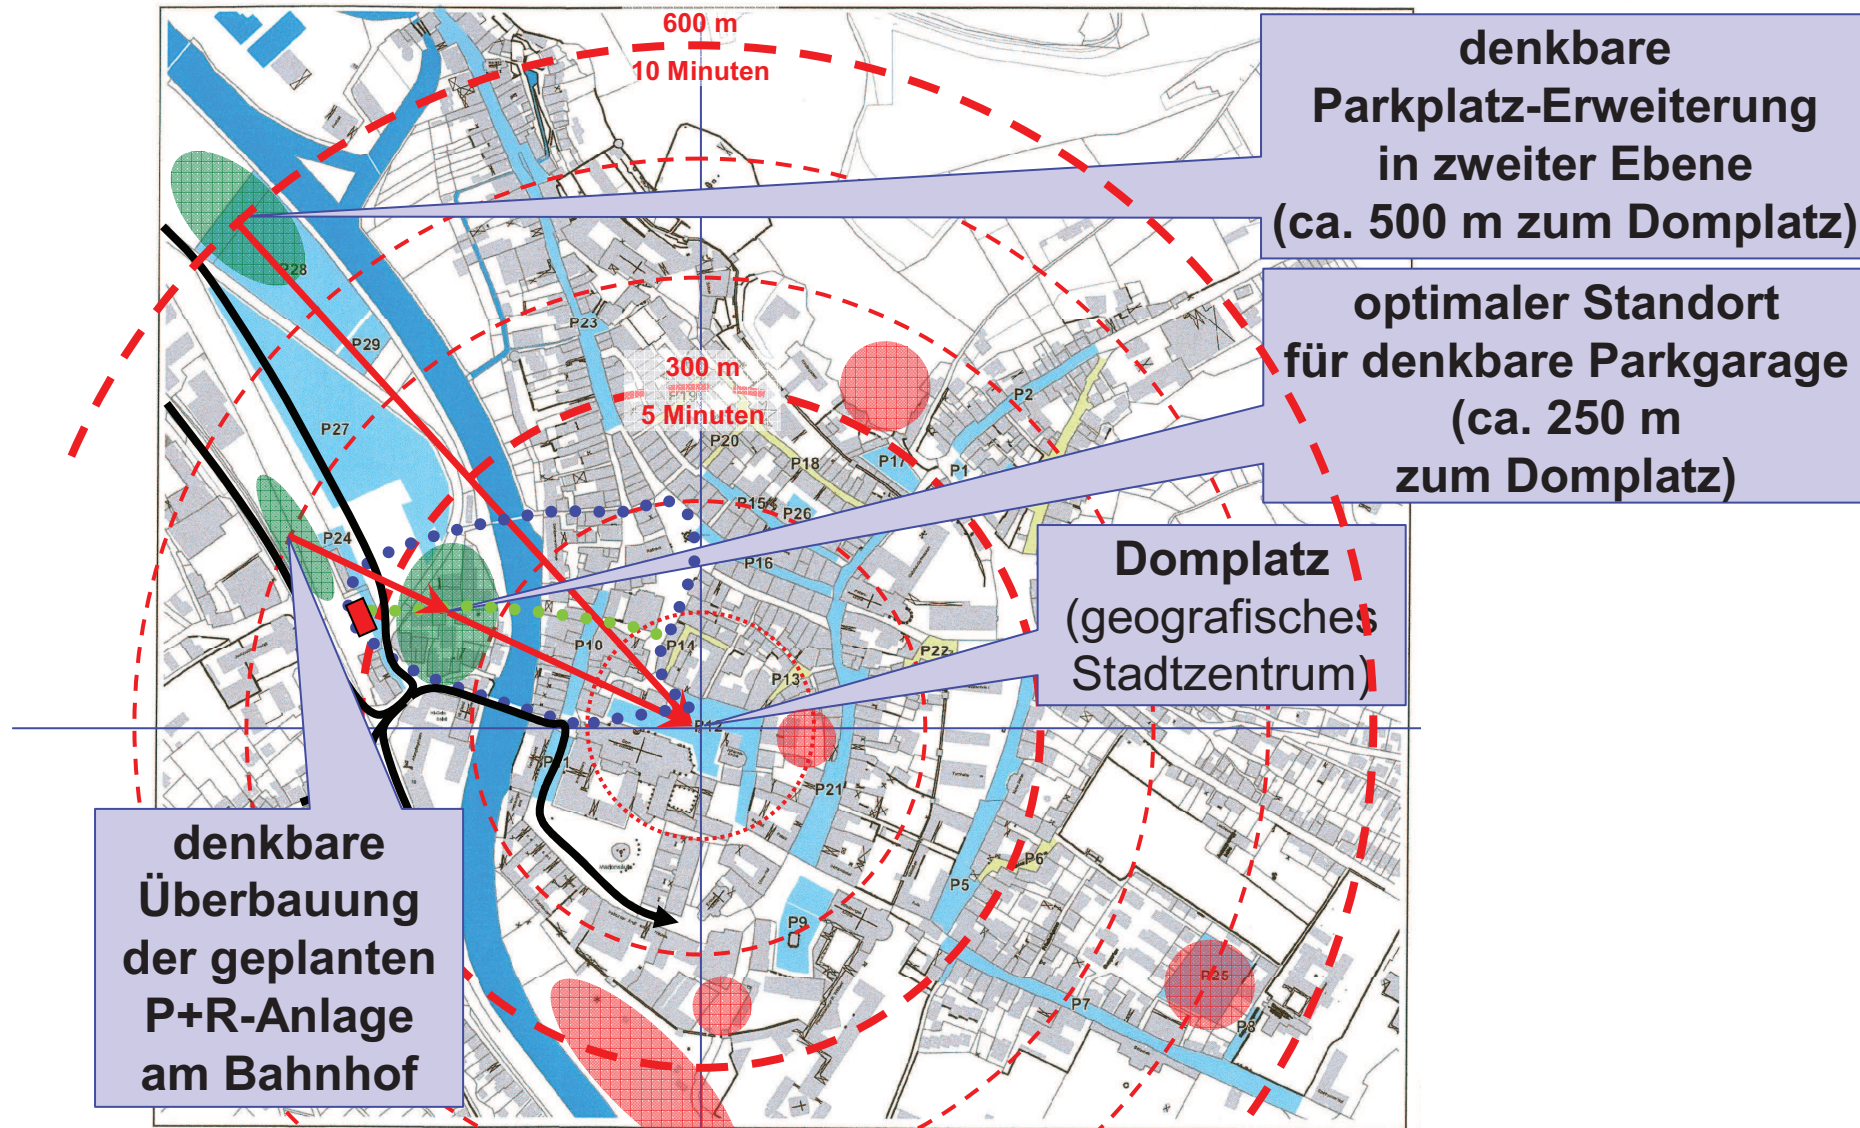 600 m
10 Minuten
denkbare
Parkplatz-Erweiterung
in zweiter Ebene
(ca. 500 m zum Domplatz)
optimaler Standort
für denkbare Parkgarage
(ca. 250 m
zum Domplatz)
300 m
5 Minuten
Domplatz
(geografisches
Stadtzentrum)
denkbare
Überbauung
der geplanten
P+R-Anlage
am Bahnhof
P28
P29
P23
P27
P24
P2
P20
P18
P17
P1
P15
P26
P16
P10
P14
P13
P22
P12
P21
P6
P5
P9
P25
P7
P8